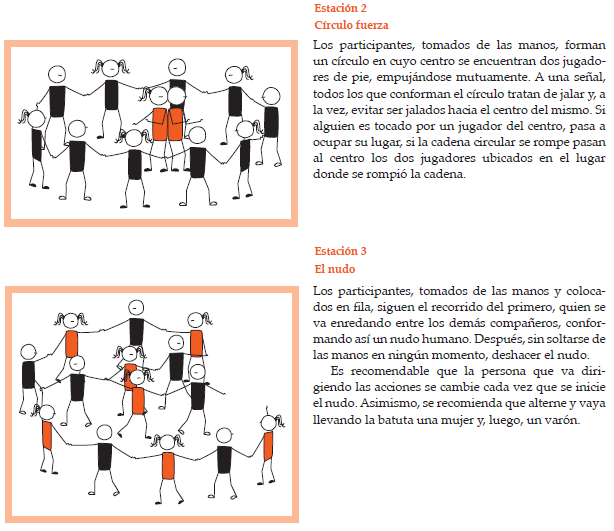 Estación 2
Círculo fuerza
Los participantes, tomados de las manos, forman
un círculo en cuyo centro se encuentran dos jugado-
res de pie, empujándose mutuamente. A una señal,
todos los que conforman el círculo tratan de jalar y, a
la vez, evitar ser jalados hacia el centro del mismo. Si
alguien es tocado por un jugador del centro, pasa a
ocupar su lugar, si la cadena circular se rompe pasan
al centro los dos jugadores ubicados en el lugar
donde se rompió la cadena.
Estación 3
El nudo
Los participantes, tomados de las manos y coloca-
dos en fila, siguen el recorrido del primero, quien se
va enredando entre los demás compañeros, confor-
mando así un nudo humano. Después, sin soltarse de
las manos en ningún momento, deshacer el nudo.
Es recomendable que la persona que va diri-
giendo las acciones se cambie cada vez que se inicie
el nudo. Asimismo, se recomienda que alterne y vaya
llevando la batuta una mujer y, luego, un varón.